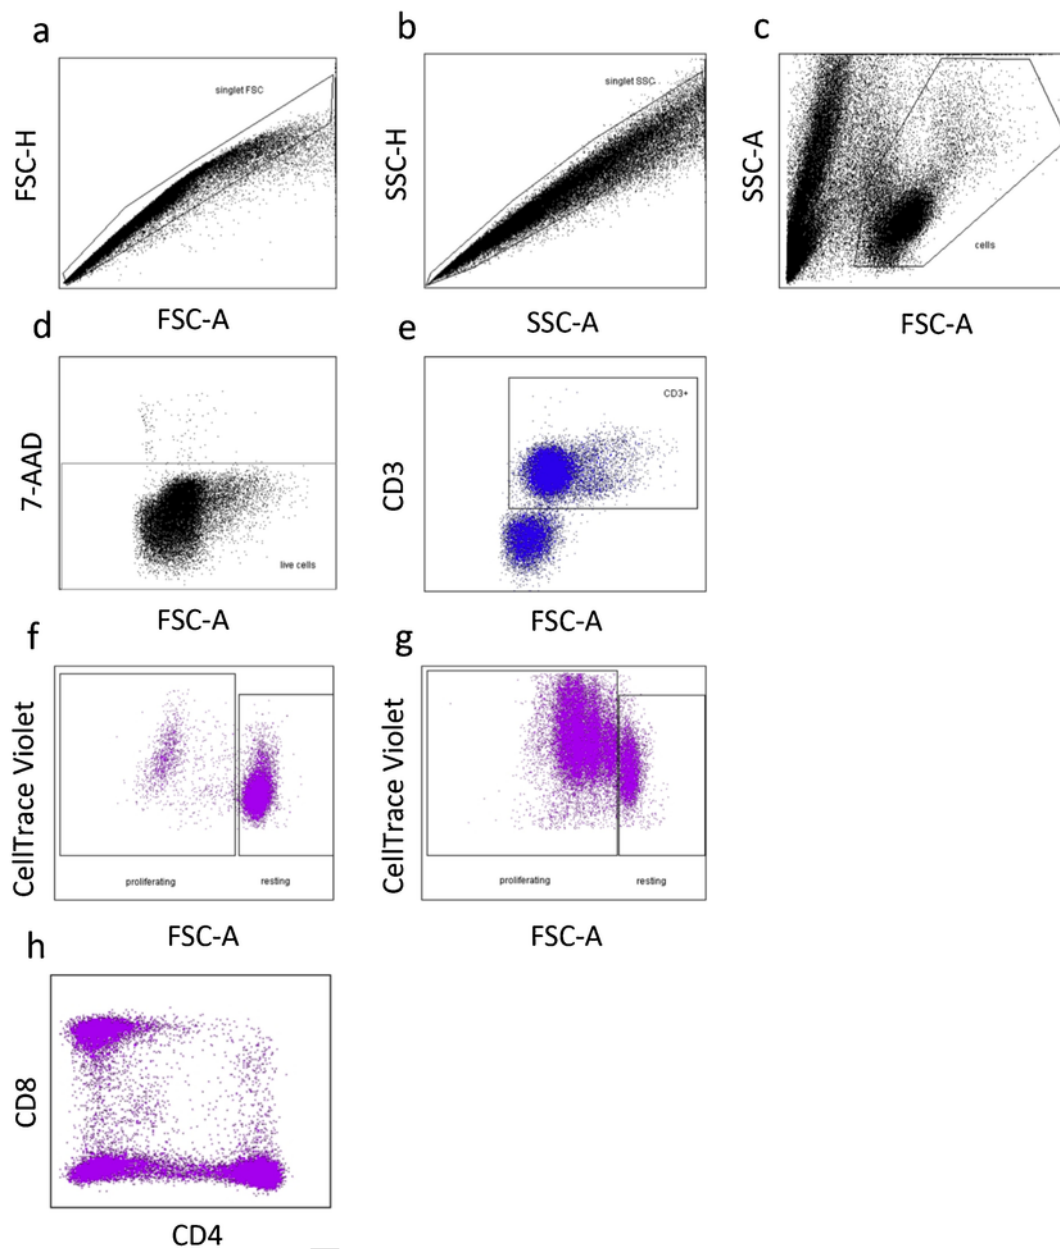 a
b
c
FSC-H
singlet FSC
FSC-A
SSC-H
singlet SSC
SSC-A
SSC-A
cells
FSC-A
d
e
7-AAD
live cells
FSC-A
CD3
CD3+
FSC-A
f
g
CellTrace Violet
proliferating
resting
FSC-A
CellTrace Violet
proliferating
resting
FSC-A
h
CD8
CD4